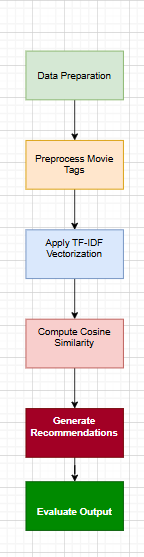 Data Preparation
Preprocess Movie
Tags
Apply TF-IDF
Vectorization
Compute Cosine
Similarity
Generate
Recommendations
Evaluate Output